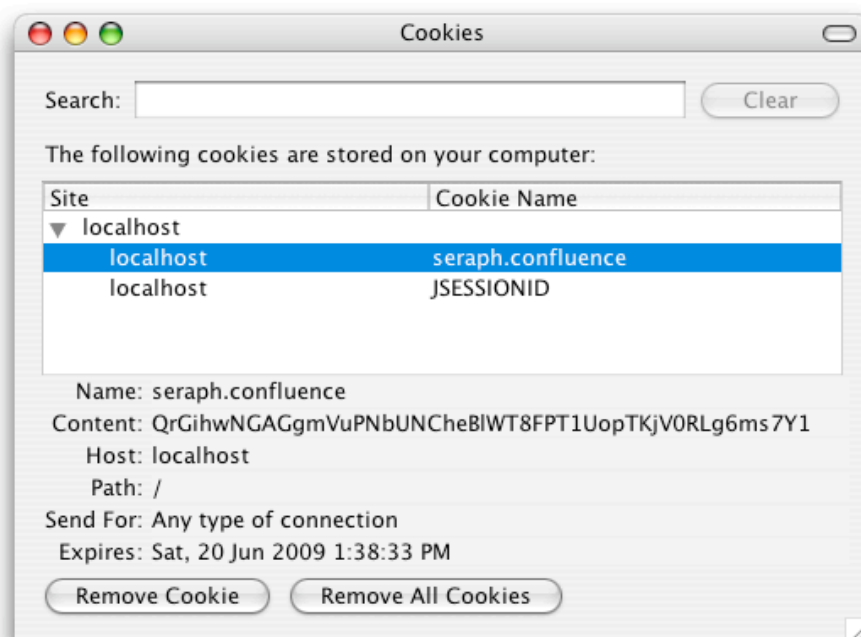 Cookies
Search: Clear
The following cookies are stored on your computer:
Site Cookie Name
localhost
localhost seraph.confluence
localhost JSESSIONID
Name: seraph.confluence
Content: QrGihwNGAGgmVuPNbUNCheBlWT8FPT1UopTKjV0RLg6ms7Y1
Host: localhost
Path: /
Send For: Any type of connection
Expires: Sat, 20 Jun 2009 1:38:33 PM
Remove Cookie Remove All Cookies